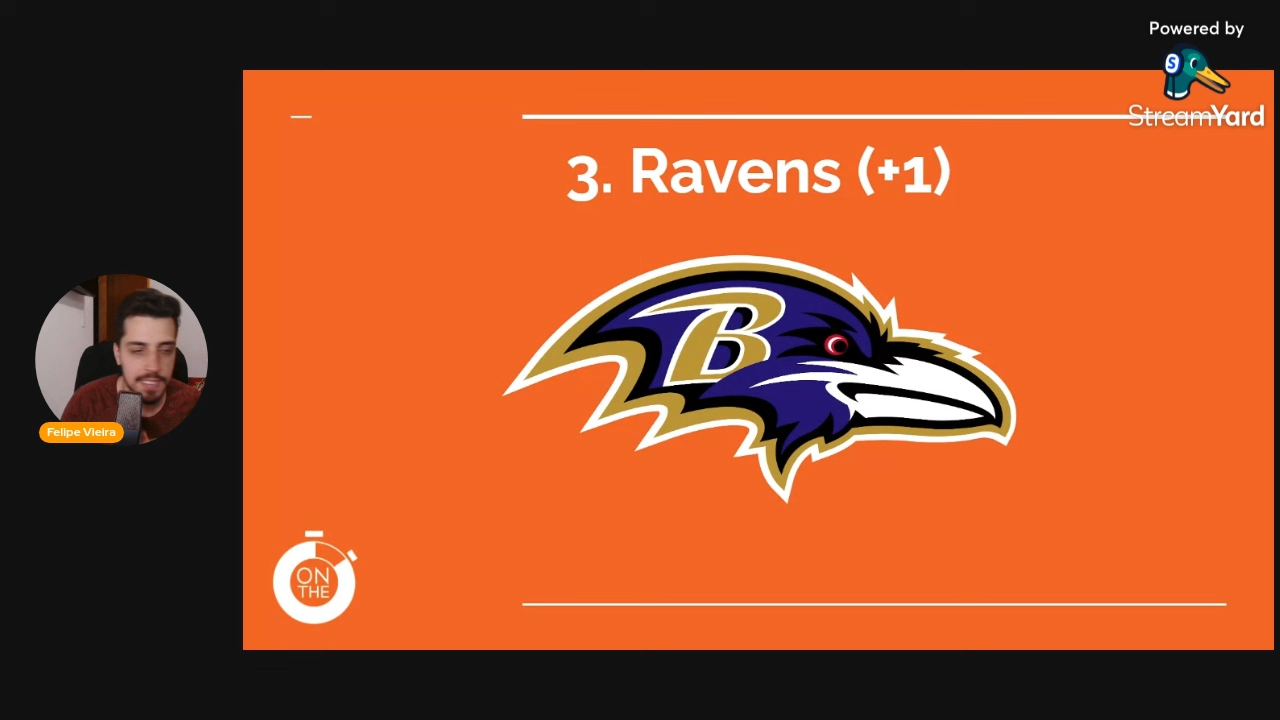 Powered by
S
StreamYard
3. Ravens (+1)
B
Felipe Vieira
ON
THE